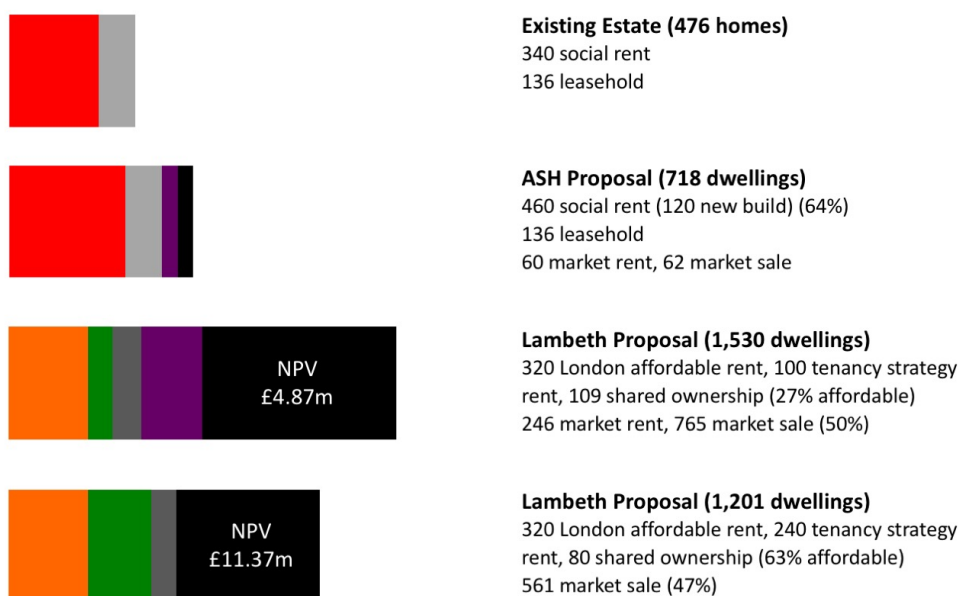 Existing Estate (476 homes)
340 social rent
136 leasehold
ASH Proposal (718 dwellings)
460 social rent (120 new build) (64%)
136 leasehold
60 market rent, 62 market sale
NPV
£4.87m
Lambeth Proposal (1,530 dwellings)
320 London affordable rent, 100 tenancy strategy
rent, 109 shared ownership (27% affordable)
246 market rent, 765 market sale (50%)
NPV
£11.37m
Lambeth Proposal (1,201 dwellings)
320 London affordable rent, 240 tenancy strategy
rent, 80 shared ownership (63% affordable)
561 market sale (47%)